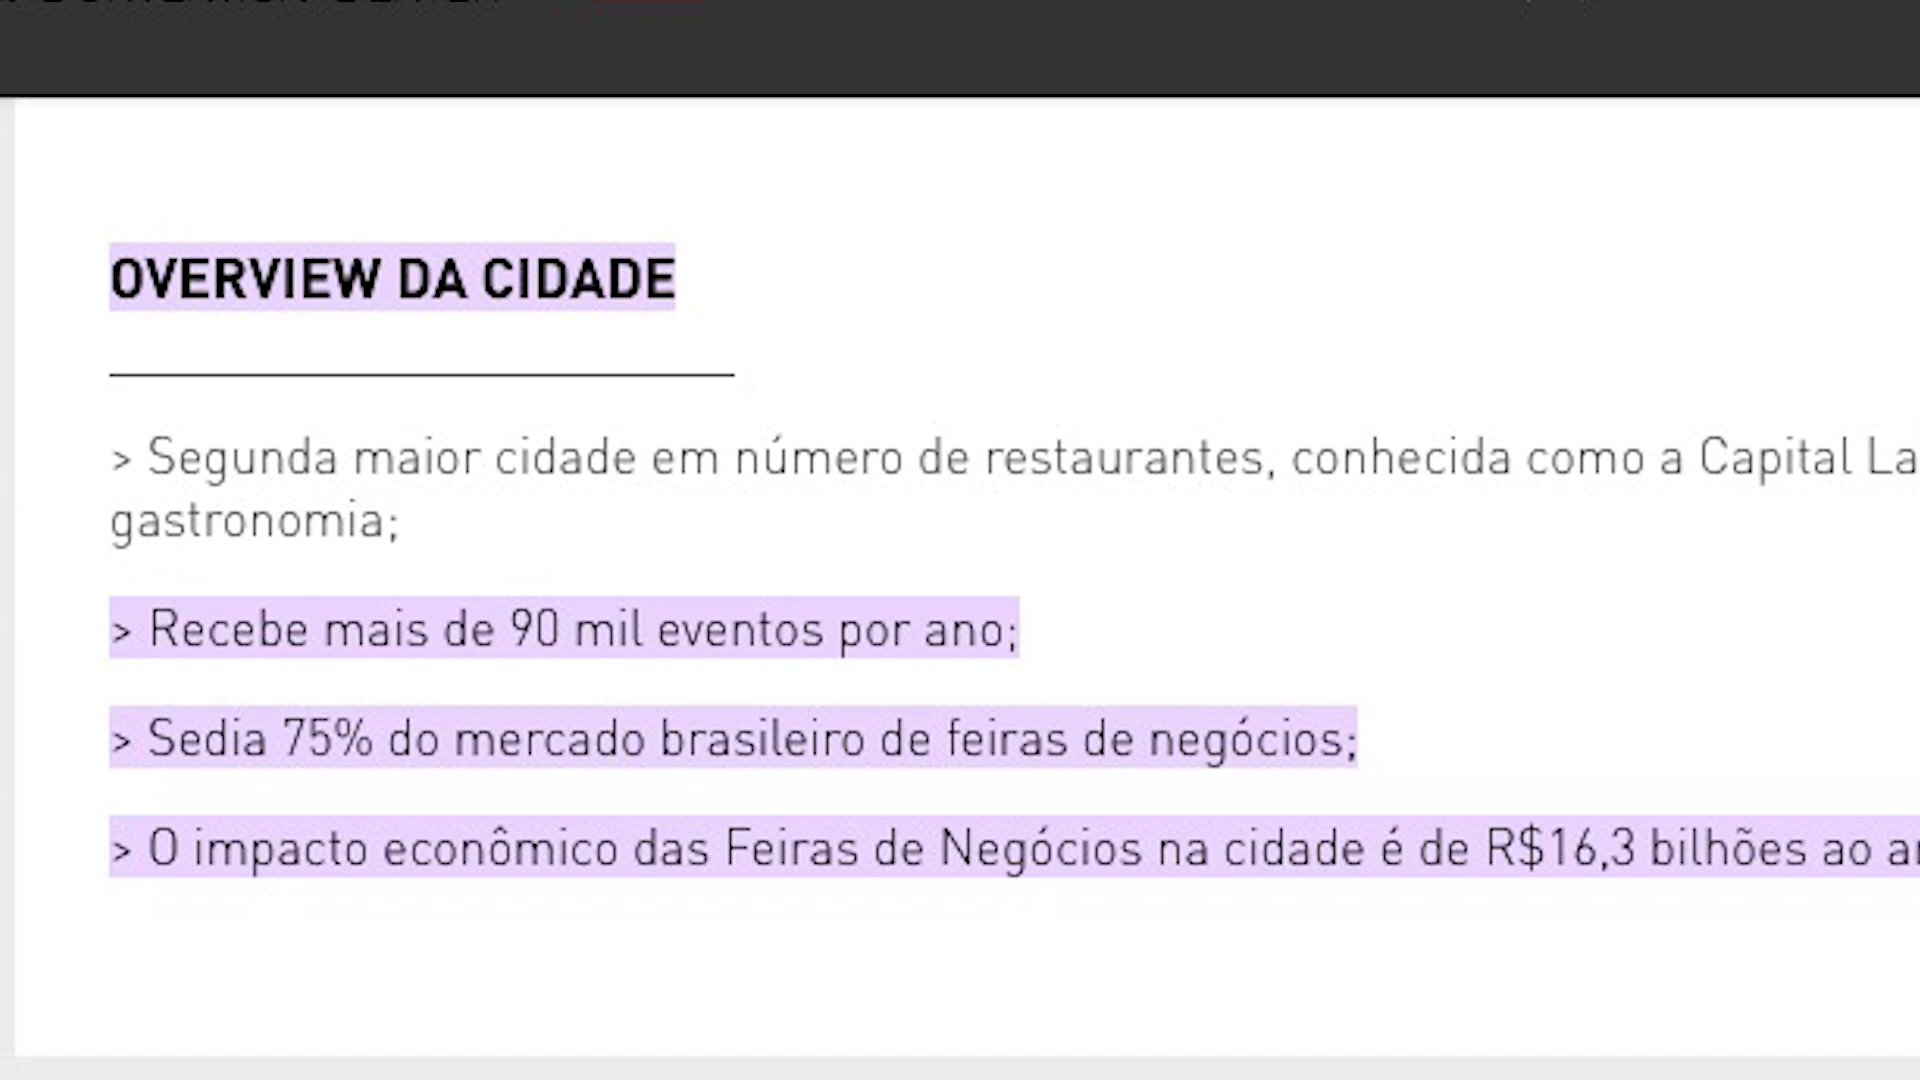 OVERVIEW DA CIDADE
> Segunda maior cidade em número de restaurantes, conhecida como a Capital La
gastronomia;
> Recebe mais de 90 mil eventos por ano;
> Sedia 75% do mercado brasileiro de feiras de negócios;
> O impacto econômico das Feiras de Negócios na cidade é de R$16,3 bilhões ao